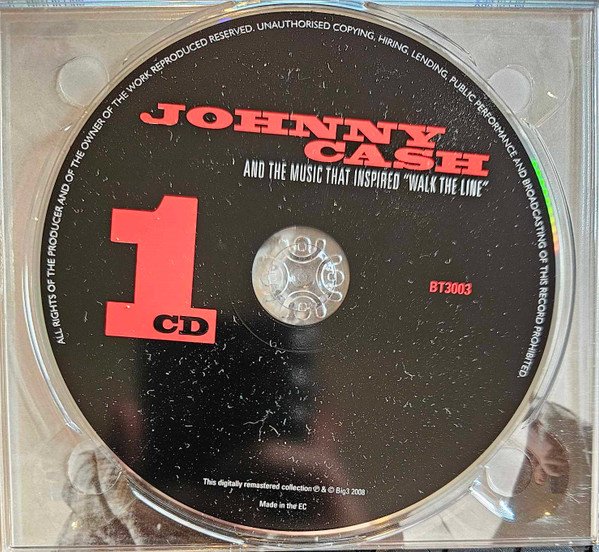 ALL RIGHTS OF THE PRODUCER AND OF THE OWNER OF THE WORK REPRODUCED RESERVED. UNAUTHORISED COPYING, HIRING, LENDING, PUBLIC PERFORMANCE AND BROADCASTING OF THIS RECORD PROHIBITED.
JOHNNY
CASH
AND THE MUSIC THAT INSPIRED "WALK THE LINE"
1
CD
BT3003
This digitally remastered collection ℗ & © Big3 2008
Made in the EC